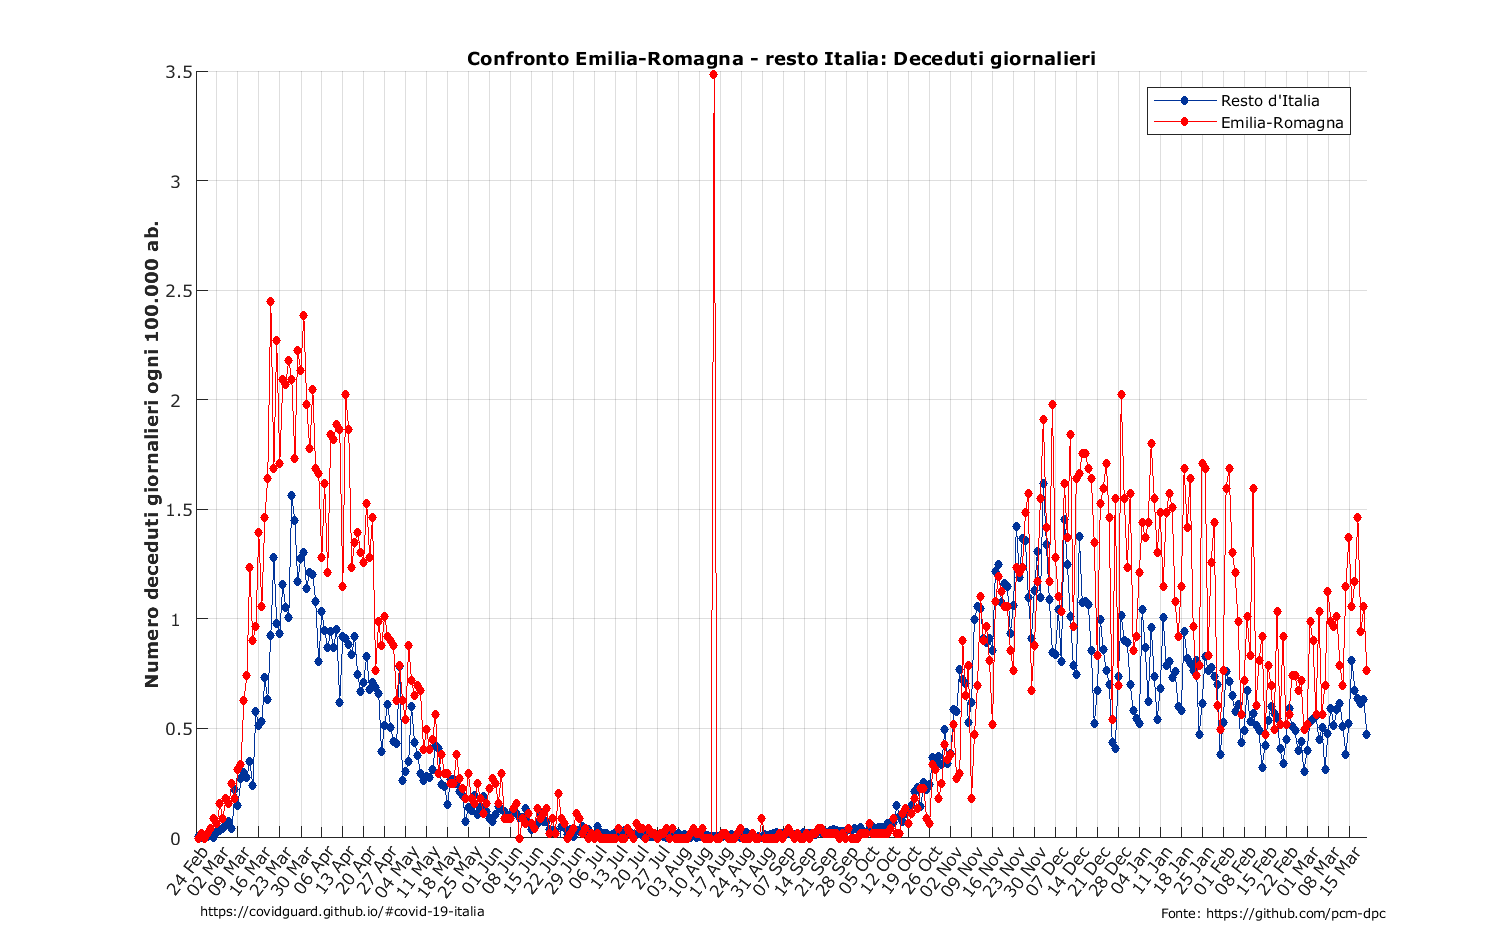 Confronto Emilia-Romagna - resto Italia: Deceduti giornalieri
Resto d'Italia
Emilia-Romagna
Numero deceduti giornalieri ogni 100.000 ab.
3.5
3
2.5
2
1.5
1
0.5
0
24 Feb
02 Mar
09 Mar
16 Mar
23 Mar
30 Mar
06 Apr
13 Apr
20 Apr
27 Apr
04 May
11 May
18 May
25 May
01 Jun
08 Jun
15 Jun
22 Jun
29 Jun
06 Jul
13 Jul
20 Jul
27 Jul
03 Aug
10 Aug
17 Aug
24 Aug
31 Aug
07 Sep
14 Sep
21 Sep
28 Sep
05 Oct
12 Oct
19 Oct
26 Oct
02 Nov
09 Nov
16 Nov
23 Nov
30 Nov
07 Dec
14 Dec
21 Dec
28 Dec
04 Jan
11 Jan
18 Jan
25 Jan
01 Feb
08 Feb
15 Feb
22 Feb
01 Mar
08 Mar
15 Mar
https://covidguard.github.io/#covid-19-italia
Fonte: https://github.com/pcm-dpc